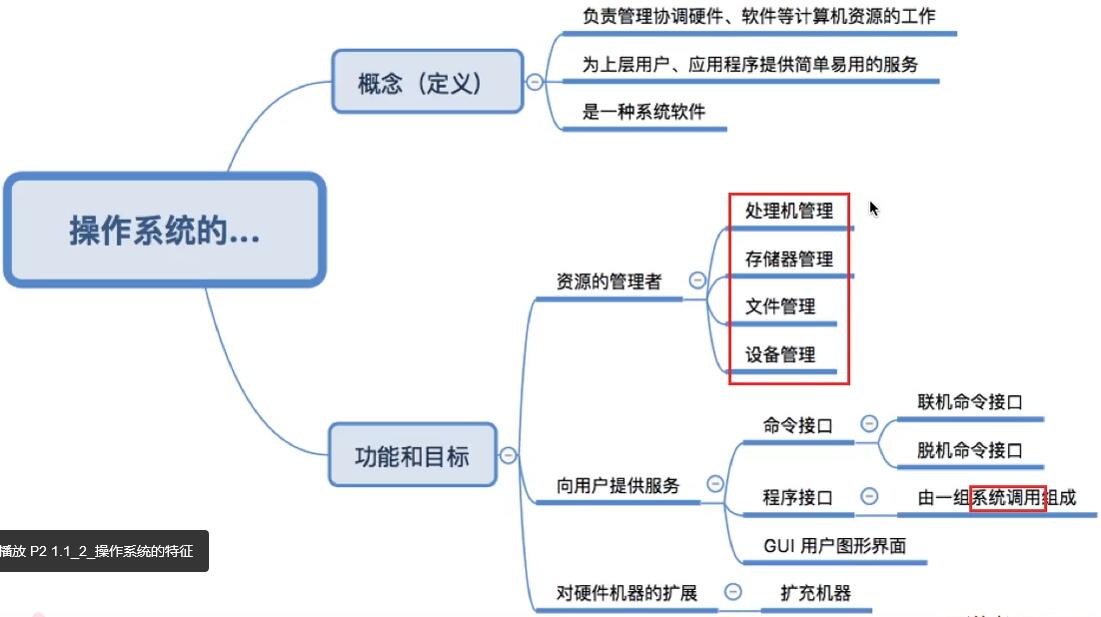 负责管理协调硬件、软件等计算机资源的工作
概念（定义）
为上层用户、应用程序提供简单易用的服务
是一种系统软件
操作系统的...
处理机管理
存储器管理
资源的管理者
文件管理
设备管理
联机命令接口
命令接口
脱机命令接口
功能和目标
向用户提供服务
程序接口
由一组系统调用组成
GUI 用户图形界面
播放 P2 1.1_2_操作系统的特征
对硬件机器的扩展
扩充机器